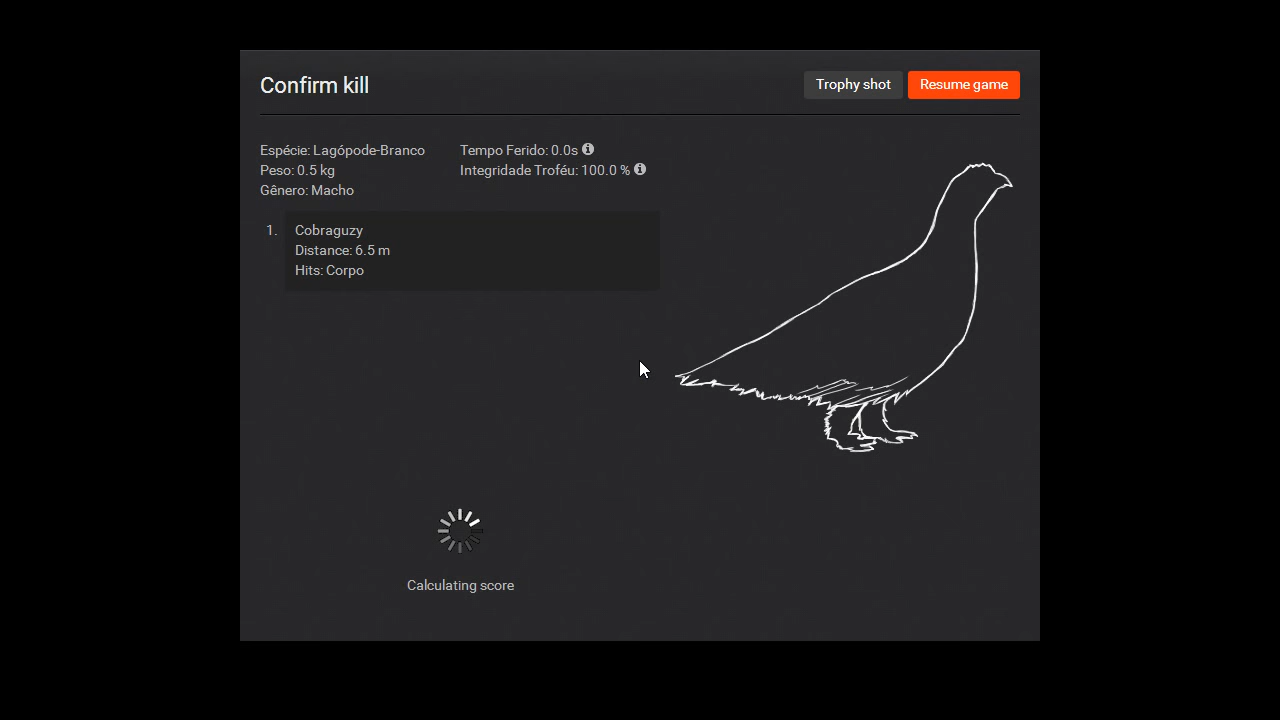 Confirm kill
Trophy shot
Resume game
Espécie: Lagópode-Branco
Peso: 0.5 kg
Gênero: Macho
Tempo Ferido: 0.0s
Integridade Troféu: 100.0 %
1.
Cobraguzy
Distance: 6.5 m
Hits: Corpo
Calculating score